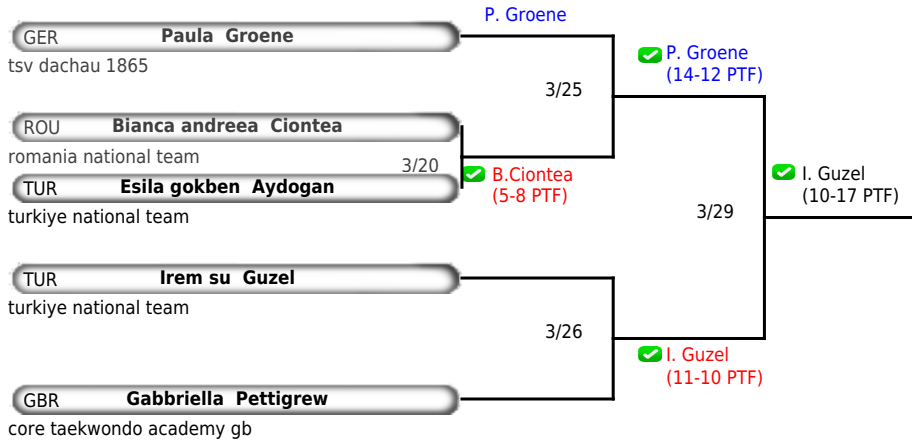 P. Groene
GER Paula Groene
tsv dachau 1865
P. Groene
(14-12 PTF)
3/25
ROU Bianca andreea Ciontea
romania national team
3/20
B.Ciontea
(5-8 PTF)
TUR Esila gokben Aydogan
turkiye national team
I. Guzel
(10-17 PTF)
3/29
TUR Irem su Guzel
turkiye national team
3/26
I. Guzel
(11-10 PTF)
GBR Gabbriella Pettigrew
core taekwondo academy gb